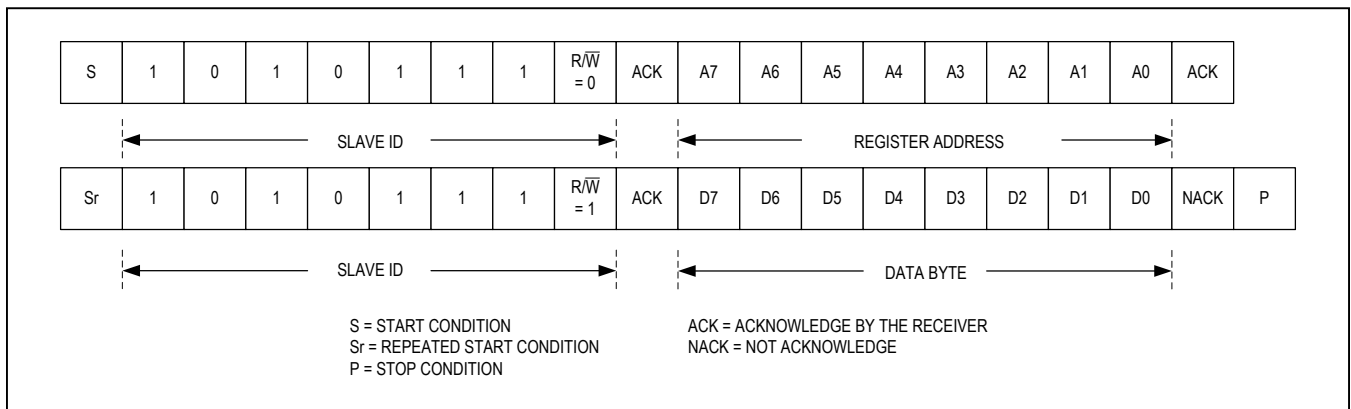 S 1 0 1 0 1 1 1 R/W̅ = 0 ACK A7 A6 A5 A4 A3 A2 A1 A0 ACK
SLAVE ID REGISTER ADDRESS
Sr 1 0 1 0 1 1 1 R/W̅ = 1 ACK D7 D6 D5 D4 D3 D2 D1 D0 NACK P
SLAVE ID DATA BYTE
S = START CONDITION ACK = ACKNOWLEDGE BY THE RECEIVER
Sr = REPEATED START CONDITION NACK = NOT ACKNOWLEDGE
P = STOP CONDITION